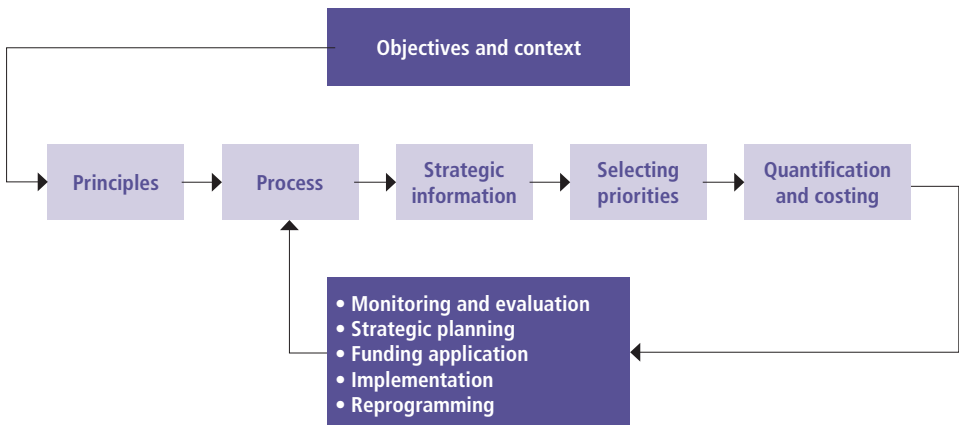 Objectives and context
Principles
Process
Strategic
information
Selecting
priorities
Quantification
and costing
• Monitoring and evaluation
• Strategic planning
• Funding application
• Implementation
• Reprogramming